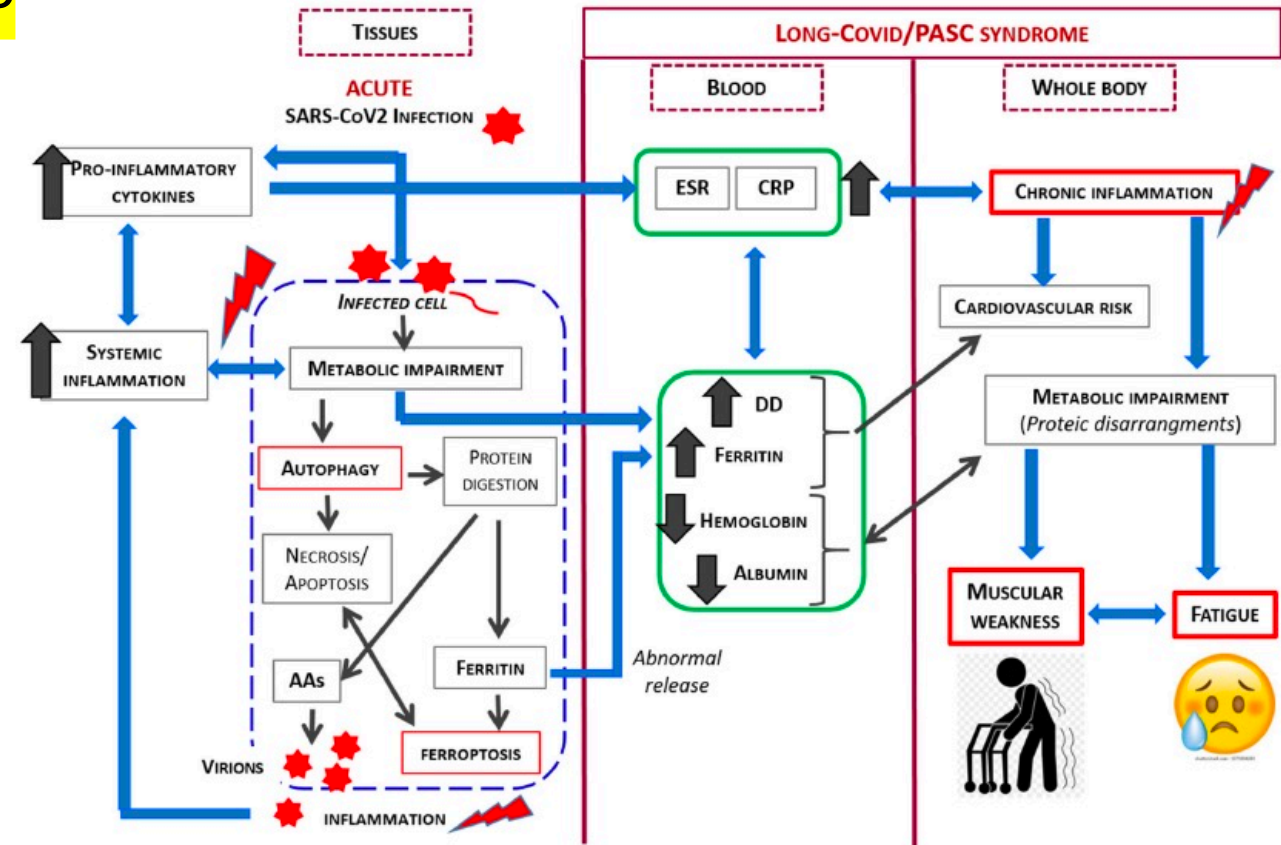 TISSUES
LONG-COVID/PASC SYNDROME
BLOOD
WHOLE BODY
ACUTE
SARS-COV2 INFECTION
PRO-INFLAMMATORY
CYTOKINES
ESR
CRP
CHRONIC INFLAMMATION
INFECTED CELL
CARDIOVASCULAR RISK
SYSTEMIC
INFLAMMATION
METABOLIC IMPAIRMENT
DD
FERRITIN
HEMOGLOBIN
ALBUMIN
METABOLIC IMPAIRMENT
(Proteic disarrangments)
AUTOPHAGY
PROTEIN
DIGESTION
NECROSIS/
APOPTOSIS
MUSCULAR
WEAKNESS
FATIGUE
AAs
FERRITIN
Abnormal
release
FERROPTOSIS
VIRIONS
INFLAMMATION